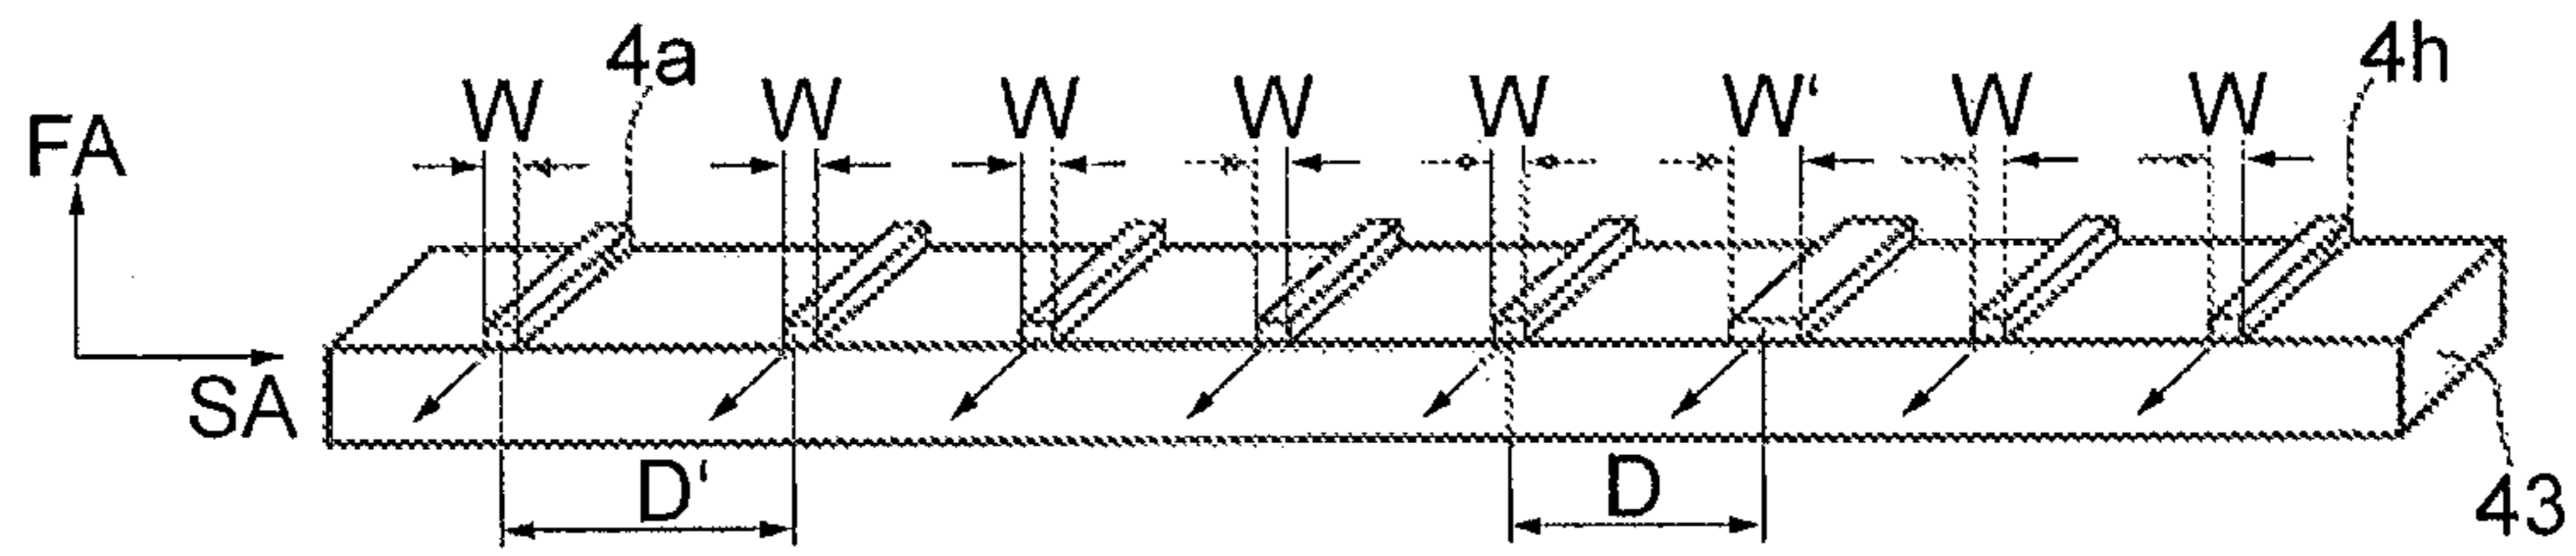 4a 4h
W W W W W W‘ W W
FA
SA
D‘ D 43